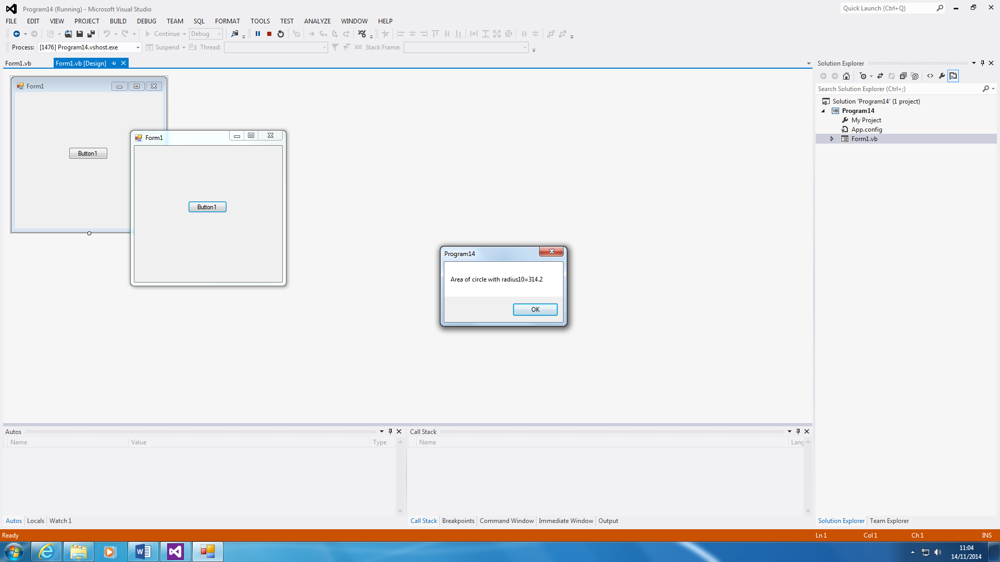 Program14 (Running) - Microsoft Visual Studio
Quick Launch (Ctrl+Q)
FILE EDIT VIEW PROJECT BUILD DEBUG TEAM SQL FORMAT TOOLS TEST ANALYZE WINDOW HELP
Continue Debug
Process: [1476] Program14.vshost.exe Suspend Thread: Stack Frame:
Form1.vb Form1.vb [Design]
Form1
Button1
Form1
Button1
Program14
Area of circle with radius10=314.2
OK
Solution Explorer
Search Solution Explorer (Ctrl+;)
Solution 'Program14' (1 project)
VB Program14
My Project
App.config
Form1.vb
Autos
Name Value Type
Autos Locals Watch 1
Call Stack
Name Lang
Call Stack Breakpoints Command Window Immediate Window Output
Solution Explorer Team Explorer
Ready Ln 1 Col 1 Ch 1 INS
11:04
14/11/2014